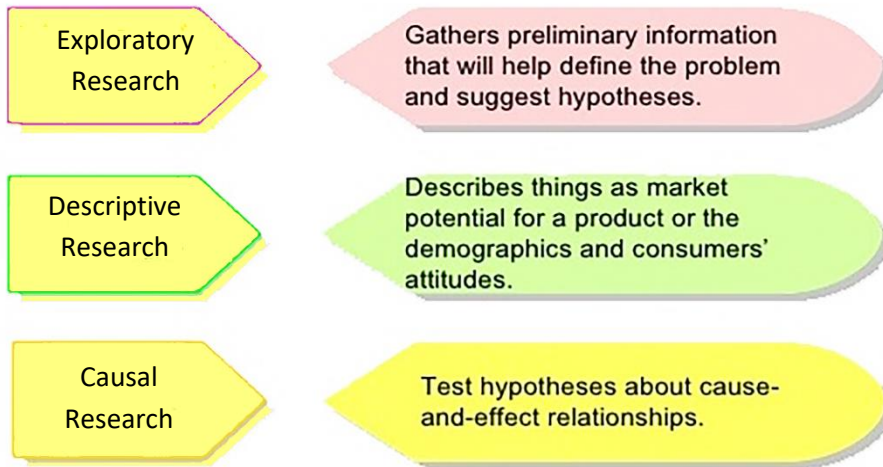 Exploratory
Research
Gathers preliminary information
that will help define the problem
and suggest hypotheses.
Descriptive
Research
Describes things as market
potential for a product or the
demographics and consumers’
attitudes.
Causal
Research
Test hypotheses about cause-
and-effect relationships.